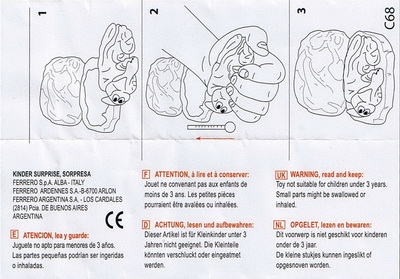 1
2
3
C68
KINDER SURPRISE, SORPRESA
FERRERO S.p.A. ALBA - ITALY
FERRERO ARDENNES S.A.-B-6700 ARLON
FERRERO ARGENTINA S.A. - LOS CARDALES
(2814) Pcia. DE BUENOS AIRES
ARGENTINA
CE
E ATENCION, lea y guarde:
Juguete no apto para menores de 3 años.
Las partes pequeñas podrían ser ingeridas
o inhaladas.
F ATTENTION, à lire et à conserver:
Jouet ne convenant pas aux enfants de
moins de 3 ans. Les petites pièces
pourraient être avalées ou inhalées.
D ACHTUNG, lesen und aufbewahren:
Dieser Artikel ist für Kleinkinder unter 3
Jahren nicht geeignet. Die Kleinteile
könnten verschluckt oder eingeatmet
werden.
UK WARNING, read and keep:
Toy not suitable for children under 3 years.
Small parts might be swallowed or
inhaled.
NL OPGELET, lezen en bewaren:
Dit voorwerp is niet geschikt voor kinderen
onder de 3 jaar.
De kleine stukjes kunnen ingeslikt of
opgesnoven worden.